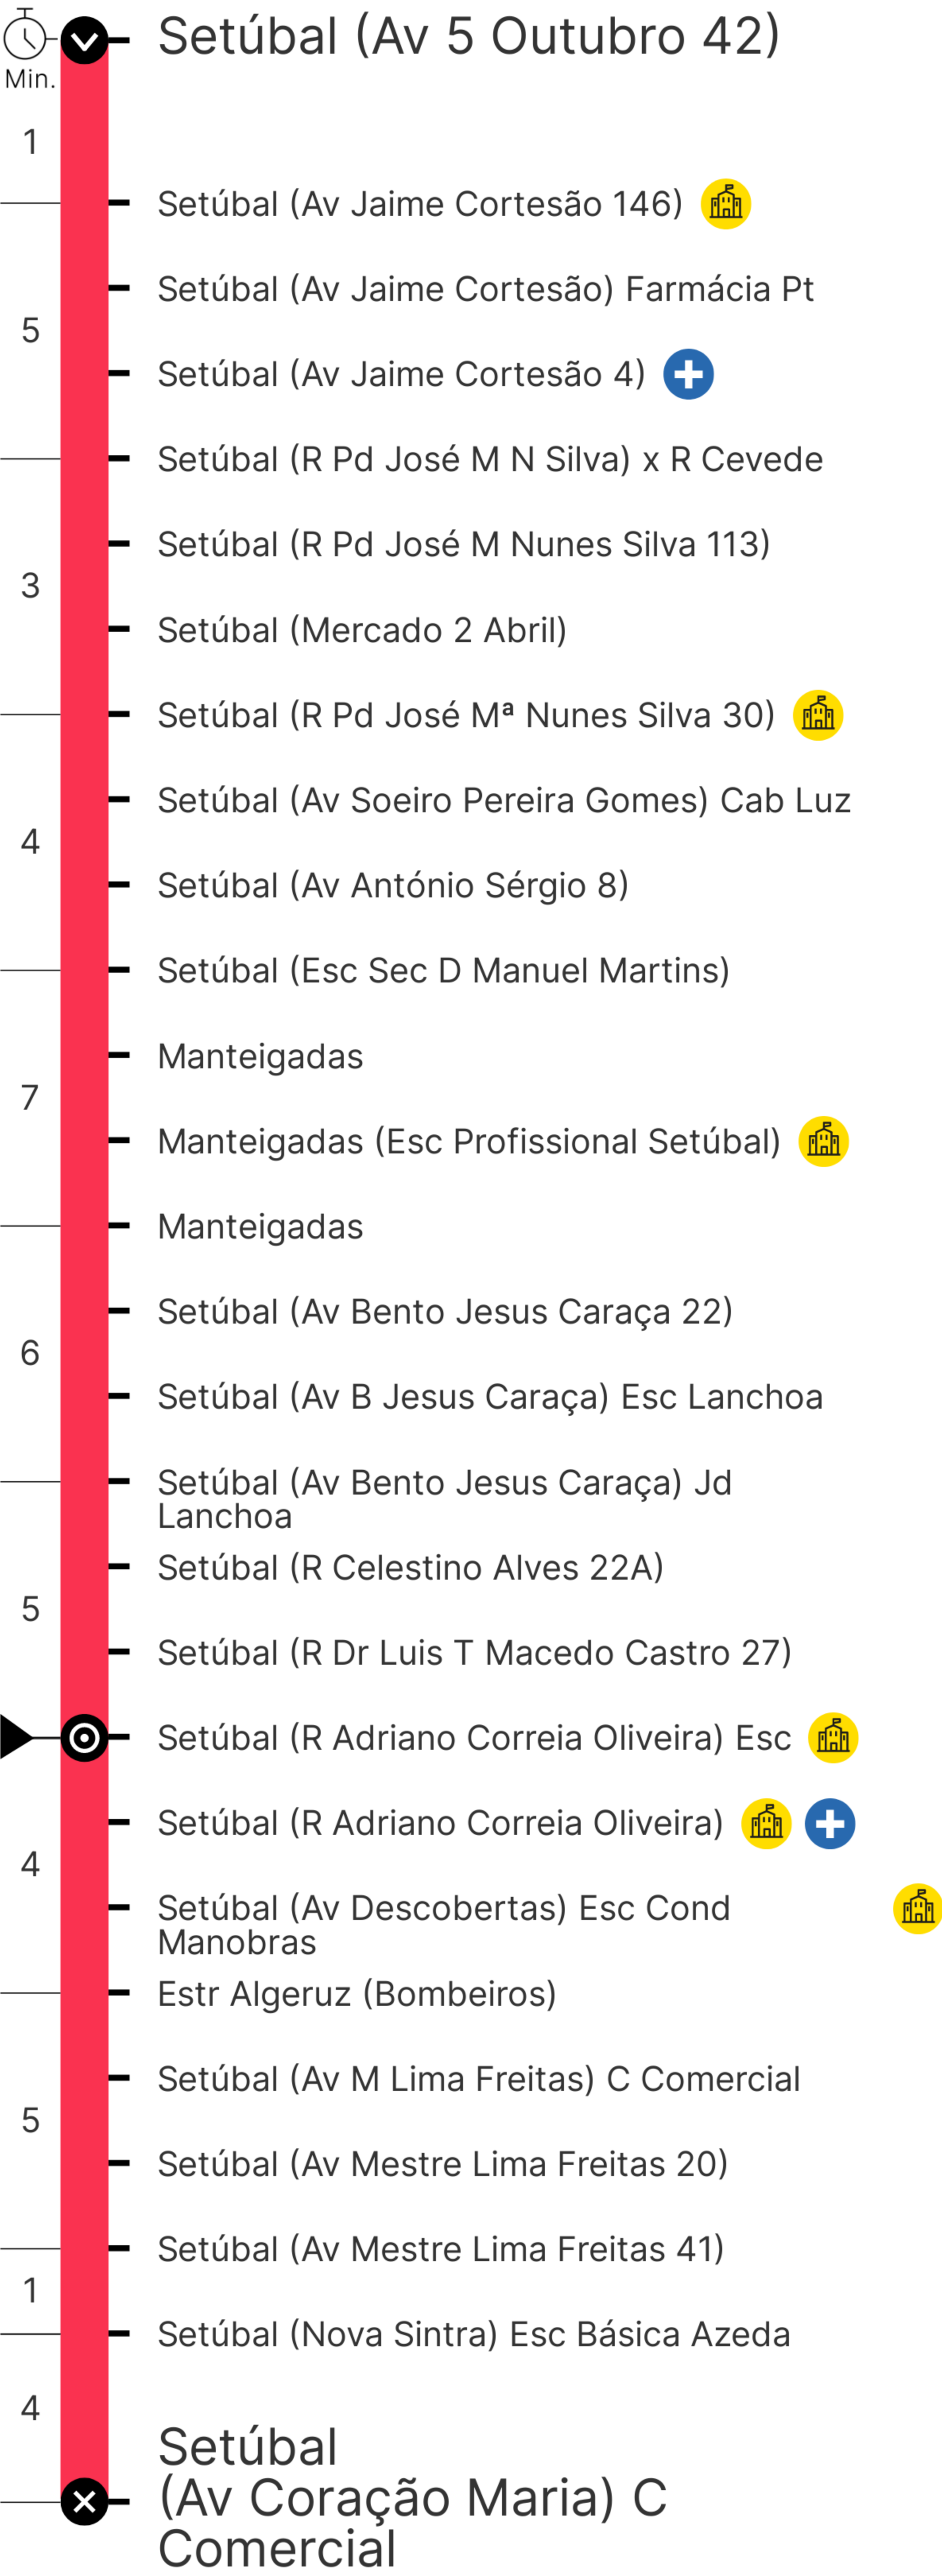 Setúbal (Av 5 Outubro 42)
Min.
1
Setúbal (Av Jaime Cortesão 146)
Setúbal (Av Jaime Cortesão) Farmácia Pt
5
Setúbal (Av Jaime Cortesão 4)
Setúbal (R Pd José M N Silva) x R Cevede
Setúbal (R Pd José M Nunes Silva 113)
3
Setúbal (Mercado 2 Abril)
Setúbal (R Pd José Mª Nunes Silva 30)
Setúbal (Av Soeiro Pereira Gomes) Cab Luz
4
Setúbal (Av António Sérgio 8)
Setúbal (Esc Sec D Manuel Martins)
Manteigadas
7
Manteigadas (Esc Profissional Setúbal)
Manteigadas
Setúbal (Av Bento Jesus Caraça 22)
6
Setúbal (Av B Jesus Caraça) Esc Lanchoa
Setúbal (Av Bento Jesus Caraça) Jd
Lanchoa
Setúbal (R Celestino Alves 22A)
5
Setúbal (R Dr Luis T Macedo Castro 27)
Setúbal (R Adriano Correia Oliveira) Esc
Setúbal (R Adriano Correia Oliveira)
4
Setúbal (Av Descobertas) Esc Cond
Manobras
Estr Algeruz (Bombeiros)
Setúbal (Av M Lima Freitas) C Comercial
5
Setúbal (Av Mestre Lima Freitas 20)
Setúbal (Av Mestre Lima Freitas 41)
1
Setúbal (Nova Sintra) Esc Básica Azeda
4
Setúbal
(Av Coração Maria) C
Comercial